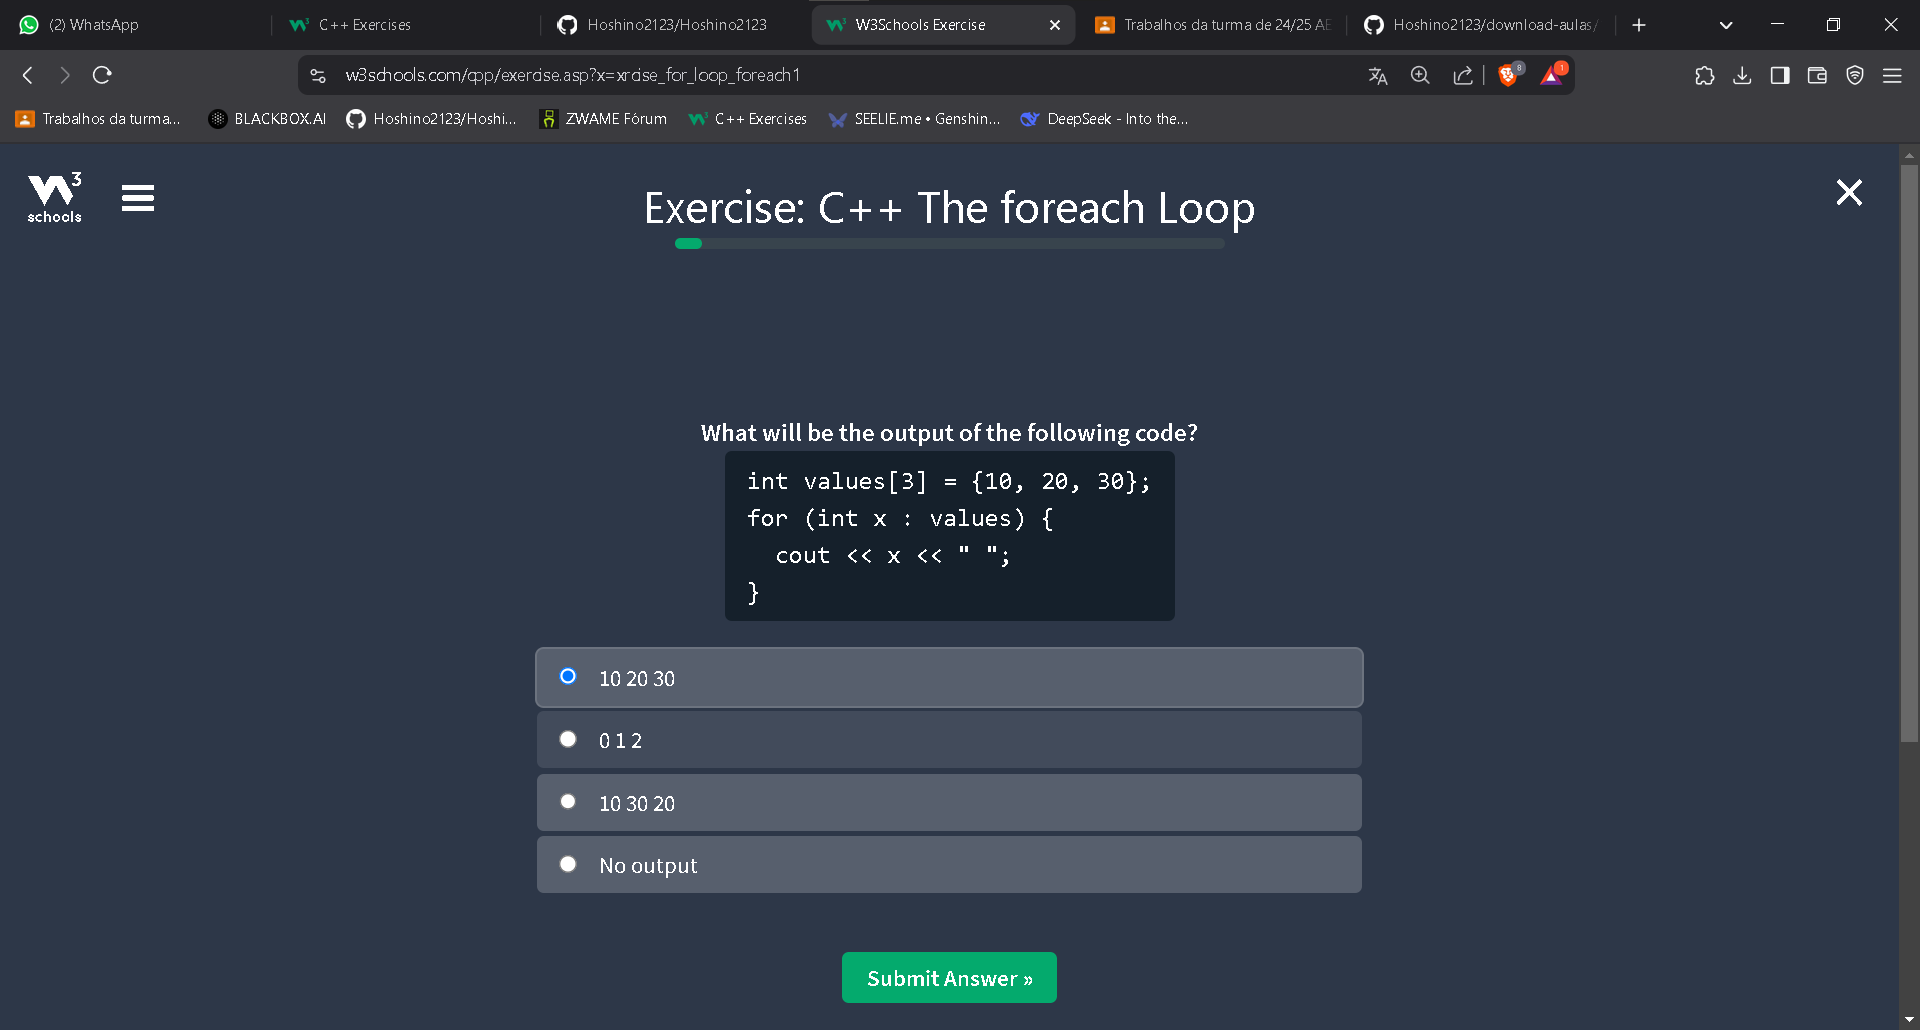 (2) WhatsApp
C++ Exercises
Hoshino2123/Hoshino2123
W3Schools Exercise
Trabalhos da turma de 24/25 AE
Hoshino2123/download-aulas/
w3schools.com/cpp/exercise.asp?x=xrcise_for_loop_foreach1
8
1
Trabalhos da turma...
BLACKBOX.AI
Hoshino2123/Hoshi...
ZWAME Fórum
C++ Exercises
SEELIE.me • Genshin...
DeepSeek - Into the...
W3
schools
Exercise: C++ The foreach Loop
What will be the output of the following code?
int values[3] = {10, 20, 30};
for (int x : values) {
cout << x << " ";
}
10 20 30
0 1 2
10 30 20
No output
Submit Answer »